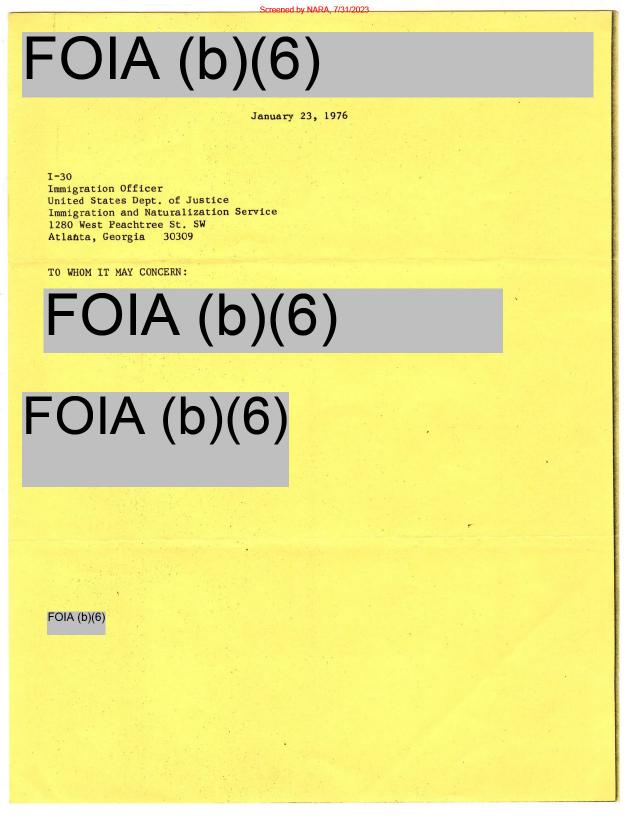 Screened by NARA, 7/31/2023
FOIA (b)(6)
January 23, 1976
I-30
Immigration Officer
United States Dept. of Justice
Immigration and Naturalization Service
1280 West Peachtree St. SW
Atlanta, Georgia 30309
TO WHOM IT MAY CONCERN:
FOIA (b)(6)
FOIA (b)(6)
FOIA (b)(6)